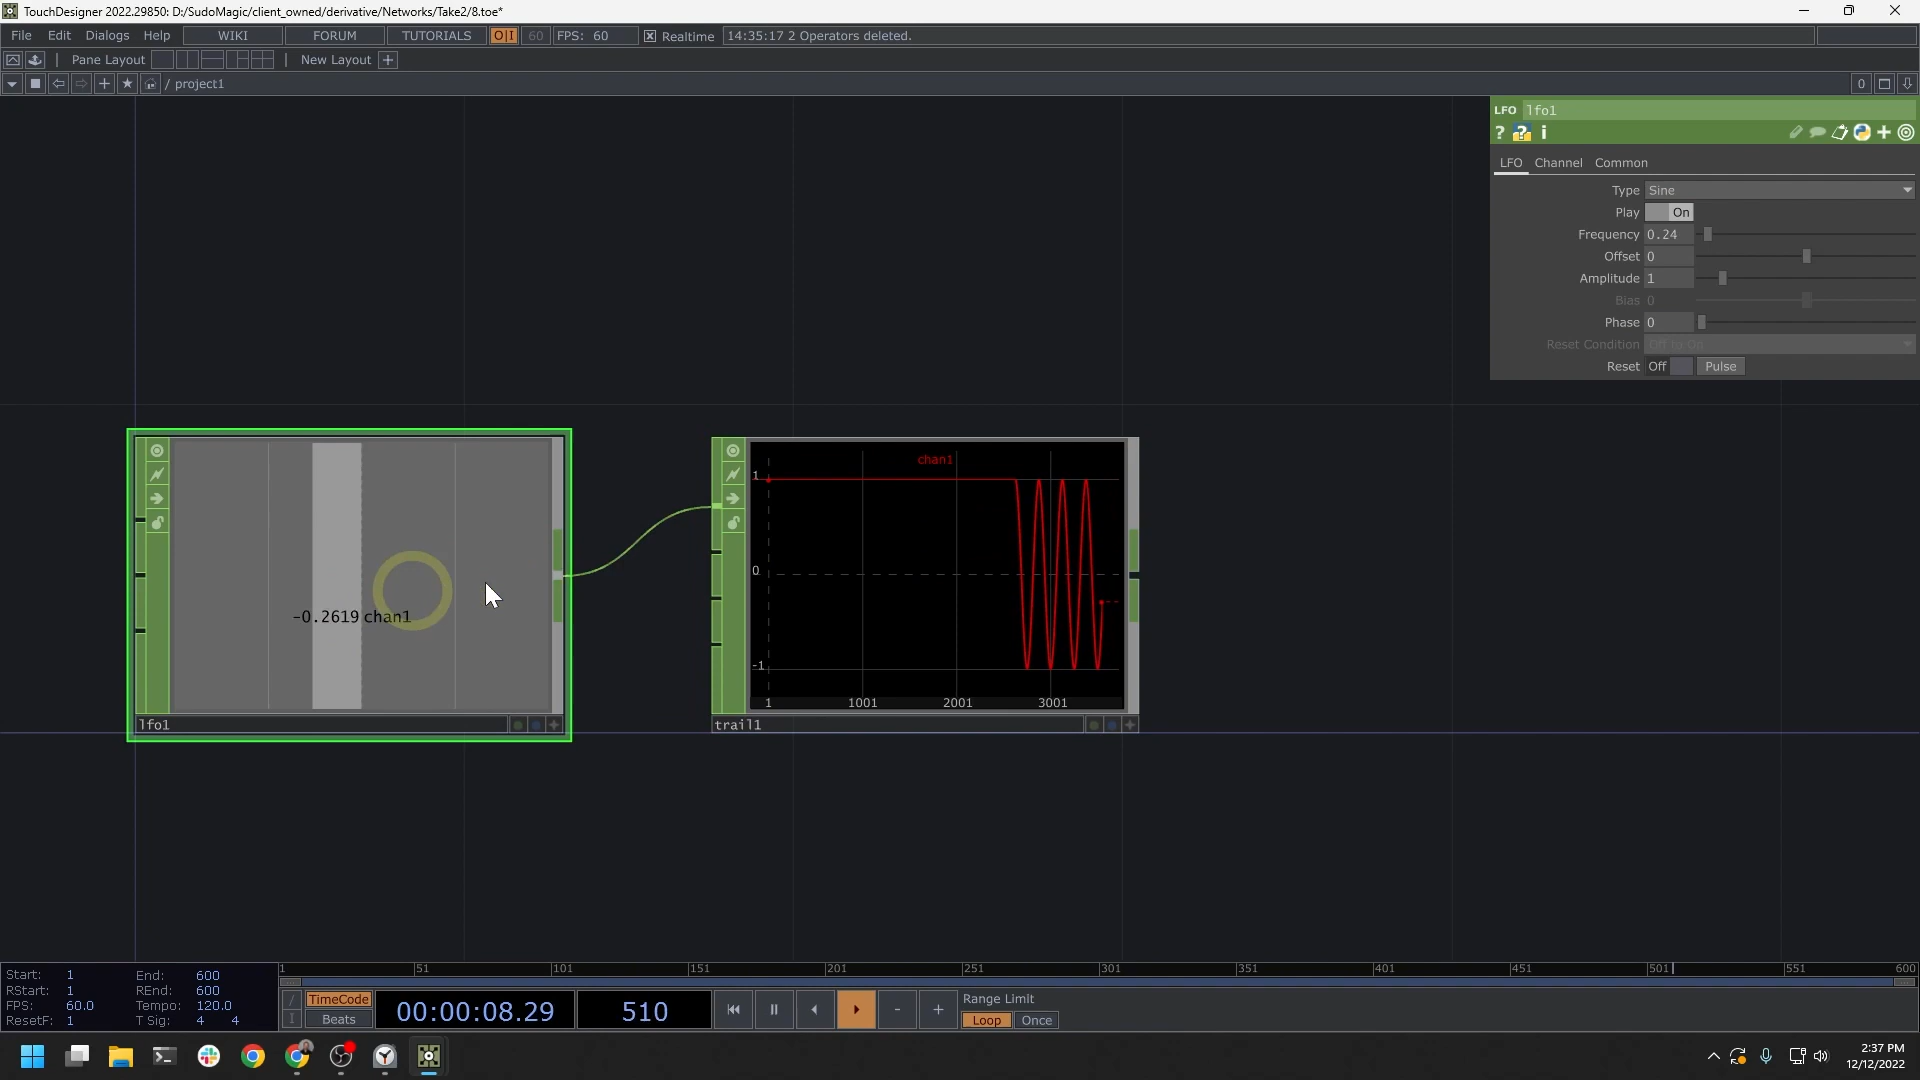 TouchDesigner 2022.29850: D:/SudoMagic/client_owned/derivative/Networks/Take2/8.toe*
File Edit Dialogs Help WIKI FORUM TUTORIALS O|I 60 FPS: 60 Realtime 14:35:17 2 Operators deleted.
Pane Layout New Layout +
/ project1 0
LFO lfo1
? ? i
LFO Channel Common
Type Sine
Play On
Frequency 0.24
Offset 0
Amplitude 1
Bias 0
Phase 0
Reset Condition Off to On
Reset Off Pulse
-0.2619 chan1
lfo1
chan1
1
0
-1
1 1001 2001 3001
trail1
1 51 101 151 201 251 301 351 401 451 501 551 600
Start: 1 End: 600
RStart: 1 REnd: 600
FPS: 60.0 Tempo: 120.0
ResetF: 1 T Sig: 4 4
TimeCode
Beats
00:00:08.29
510
- +
Range Limit
Loop Once
2:37 PM
12/12/2022